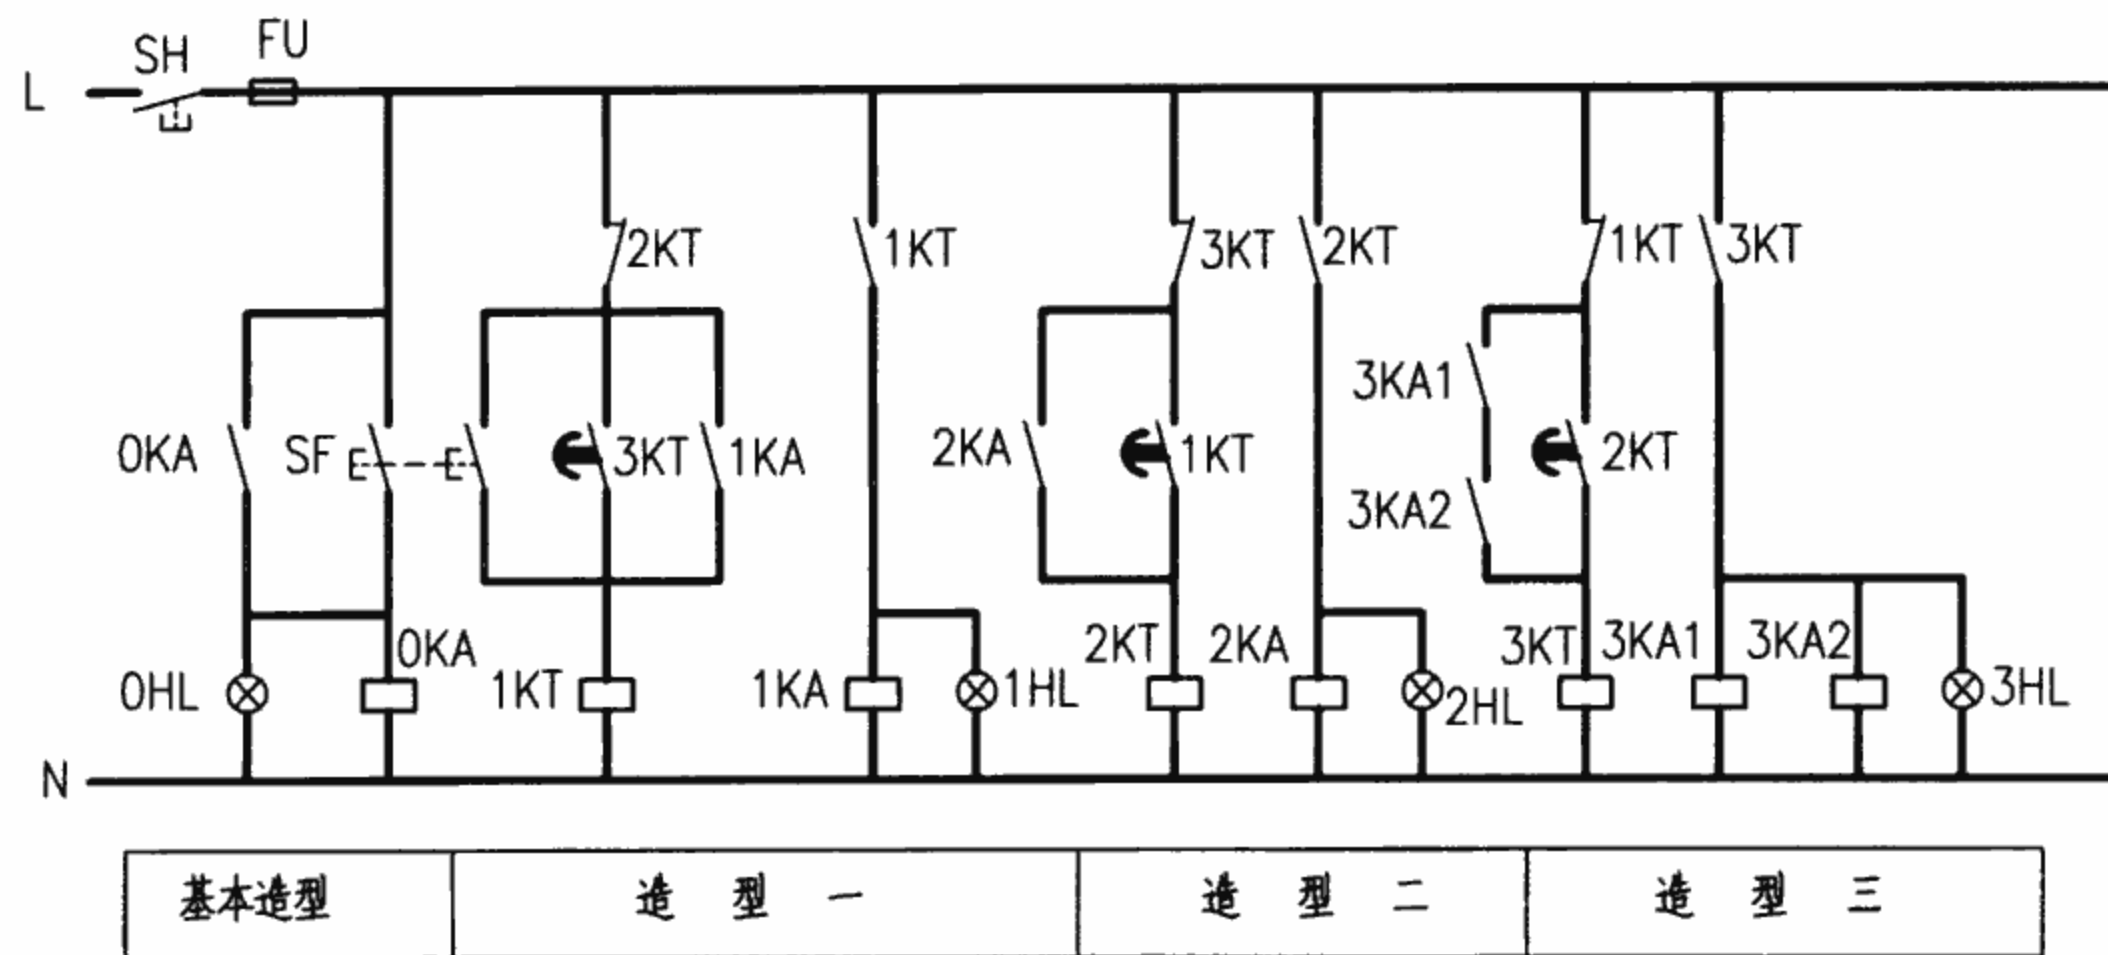 FU
SH
L
2KT
1KT
3KT
2KT
1KT
3KT
0KA
SF
3KT
1KA
2KA
1KT
3KA1
2KT
3KA2
0KA
0HL
1KT
1KA
1HL
2KT
2KA
2HL
3KT
3KA1
3KA2
3HL
N
基本造型
造型一
造型二
造型三